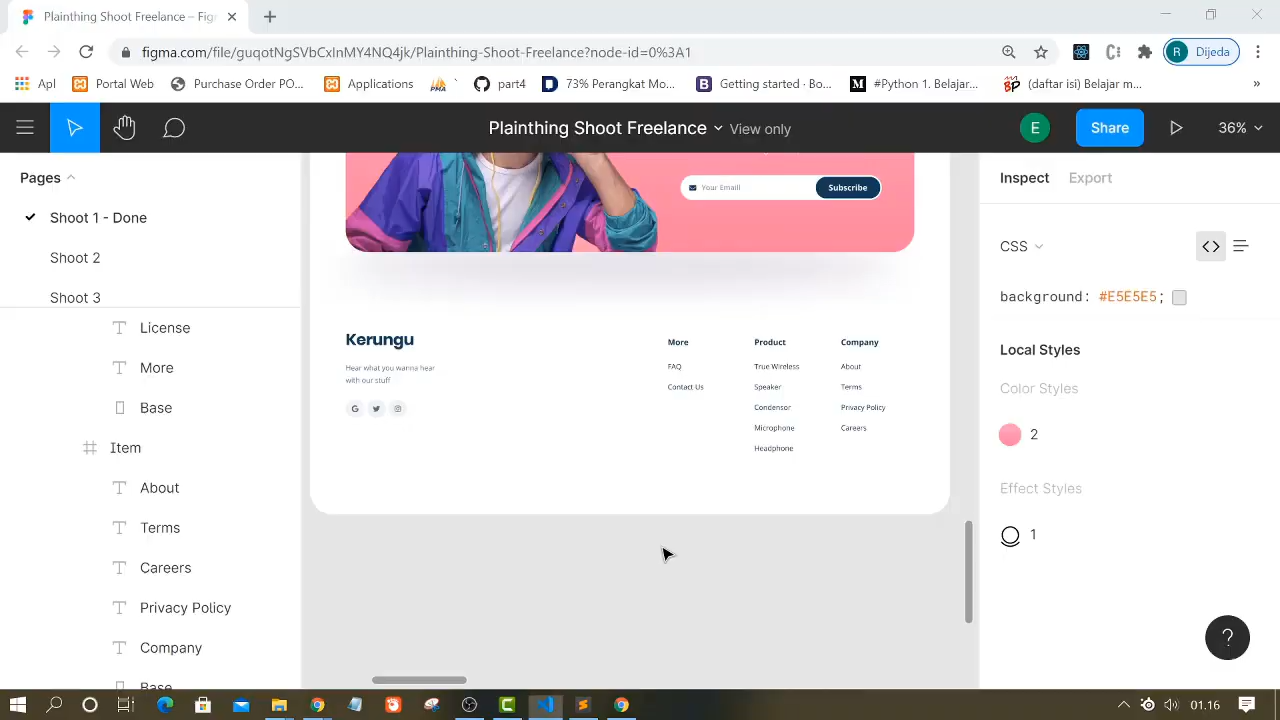 Plainthing Shoot Freelance – Fig
figma.com/file/guqotNgSVbCxInMY4NQ4jk/Plainthing-Shoot-Freelance?node-id=0%3A1
R Dijeda
Apl
Portal Web
Purchase Order PO...
Applications
part4
73% Perangkat Mo...
Getting started · Bo...
#Python 1. Belajar...
(daftar isi) Belajar m...
»
Plainthing Shoot Freelance View only
E
Share
36%
Pages
Shoot 1 - Done
Shoot 2
Shoot 3
License
More
Base
Item
About
Terms
Careers
Privacy Policy
Company
Base
Your Emaill
Subscribe
Kerungu
Hear what you wanna hear
with our stuff
G
More
FAQ
Contact Us
Product
True Wireless
Speaker
Condensor
Microphone
Headphone
Company
About
Terms
Privacy Policy
Careers
Inspect
Export
CSS
<>
background: #E5E5E5;
Local Styles
Color Styles
2
Effect Styles
1
?
01.16